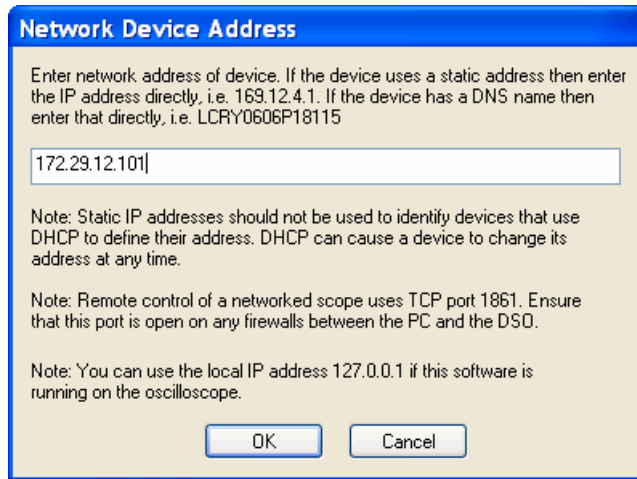 Network Device Address
Enter network address of device. If the device uses a static address then enter
the IP address directly, i.e. 169.12.4.1. If the device has a DNS name then
enter that directly, i.e. LCRY0606P18115
172.29.12.101
Note: Static IP addresses should not be used to identify devices that use
DHCP to define their address. DHCP can cause a device to change its
address at any time.
Note: Remote control of a networked scope uses TCP port 1861. Ensure
that this port is open on any firewalls between the PC and the DSO.
Note: You can use the local IP address 127.0.0.1 if this software is
running on the oscilloscope.
OK Cancel